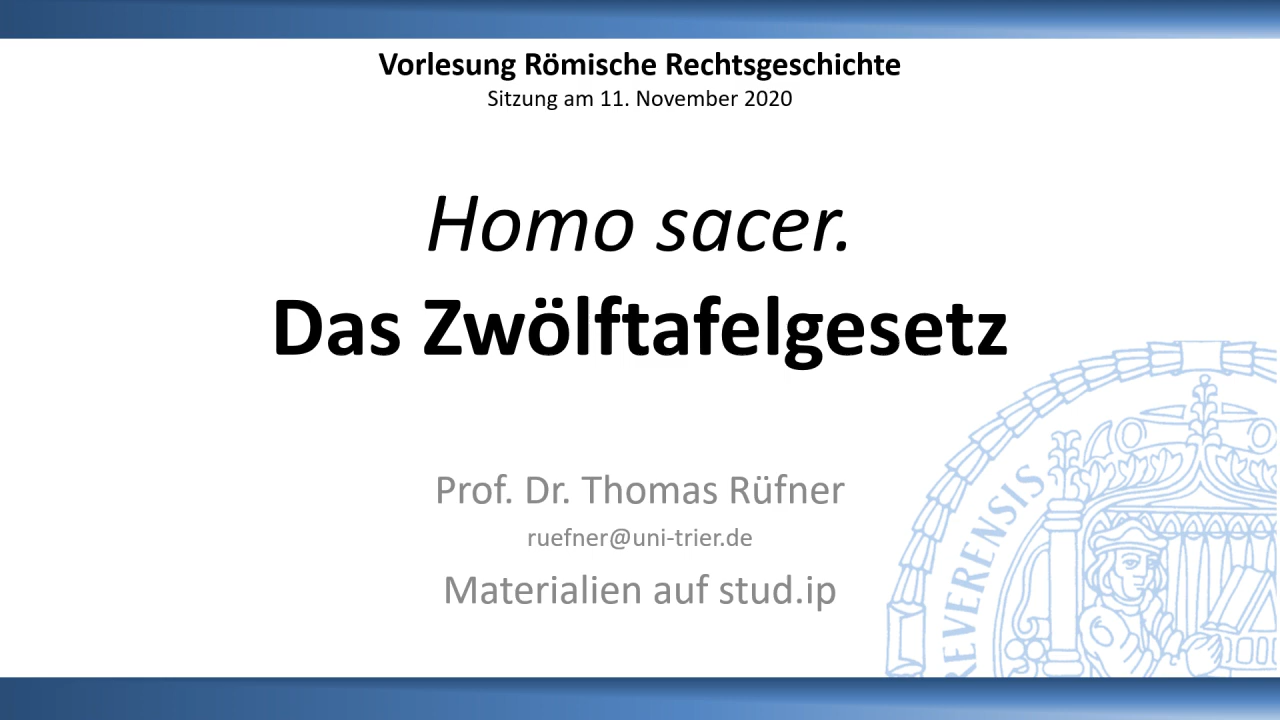 Vorlesung Römische Rechtsgeschichte
Sitzung am 11. November 2020
Homo sacer.
Das Zwölftafelgesetz
Prof. Dr. Thomas Rüfner
ruefner@uni-trier.de
Materialien auf stud.ip
REVERENSIS